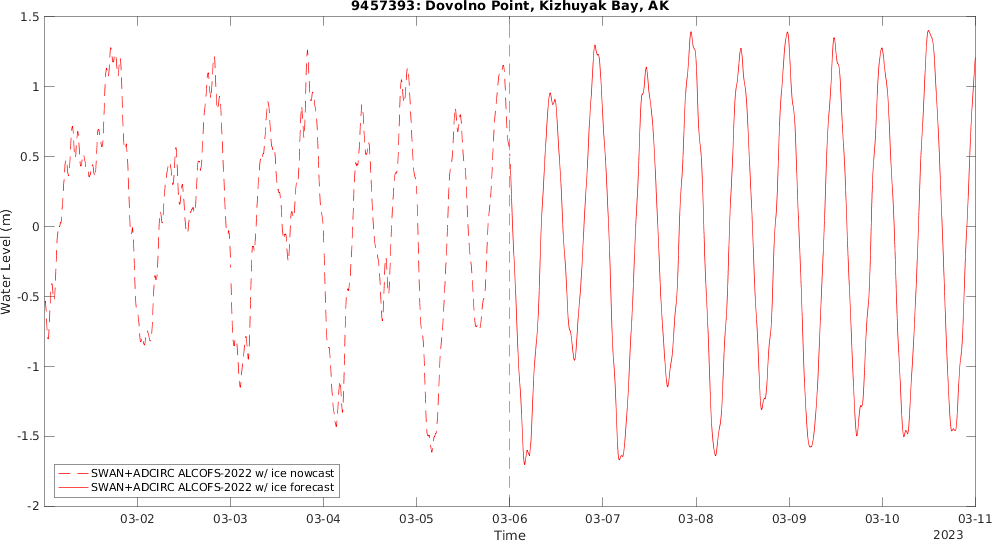 9457393: Dovolno Point, Kizhuyak Bay, AK
1.5
1
0.5
0
-0.5
-1
-1.5
-2
Water Level (m)
SWAN+ADCIRC ALCOFS-2022 w/ ice nowcast
SWAN+ADCIRC ALCOFS-2022 w/ ice forecast
03-02 03-03 03-04 03-05 03-06 03-07 03-08 03-09 03-10 03-11
Time
2023